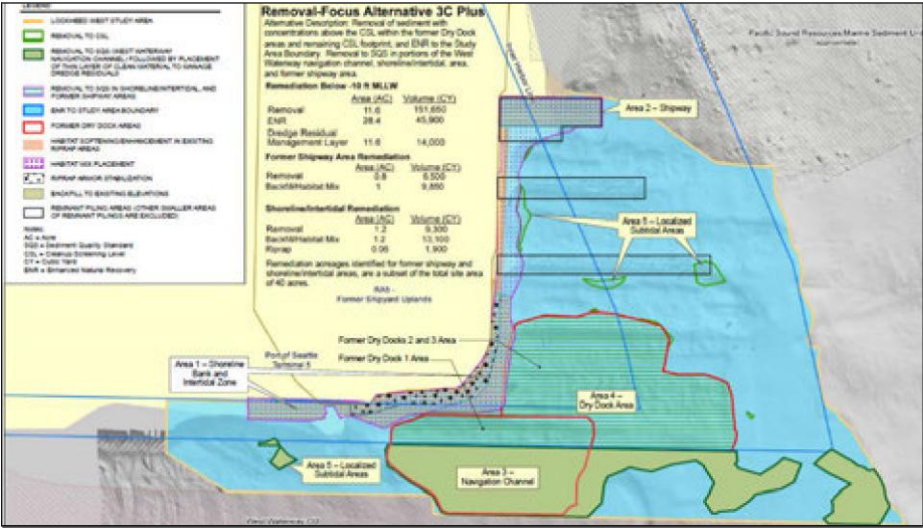 LEGEND
LOCKHEED WEST STUDY AREA
REMOVAL TO CSL
REMOVAL TO SQS (WEST WATERWAY
NAVIGATION CHANNEL) FOLLOWED BY PLACEMENT
OF THIN LAYER OF CLEAN MATERIAL TO MANAGE
DREDGE RESIDUALS
REMOVAL TO SQS IN SHORELINE/INTERTIDAL AND
FORMER SHIPWAY AREAS
ENR TO STUDY AREA BOUNDARY
FORMER DRY DOCK AREAS
HABITAT SOFTENING/ENHANCEMENT IN EXISTING
RIPRAP AREAS
HABITAT MIX PLACEMENT
RIPRAP ARMOR STABILIZATION
BACKFILL TO EXISTING ELEVATIONS
REMNANT PILING AREAS (OTHER SMALLER AREAS
OF REMNANT PILINGS ARE EXCLUDED)
Notes:
AC = Acre
SQS = Sediment Quality Standard
CSL = Cleanup Screening Level
CY = Cubic Yard
ENR = Enhanced Natural Recovery
Removal-Focus Alternative 3C Plus
Alternative Description: Removal of sediment with
concentrations above the CSL within the former Dry Dock
areas and remaining CSL footprint, and ENR to the Study
Area Boundary. Removal to SQS in portions of the West
Waterway navigation channel, shoreline/intertidal, area,
and former shipway area.
Remediation Below -10 ft MLLW
Area (AC) Volume (CY)
Removal 11.6 151,650
ENR 28.4 45,900
Dredge Residual
Management Layer 11.6 14,000
Former Shipway Area Remediation
Area (AC) Volume (CY)
Removal 0.8 6,500
Backfill/Habitat Mix 1 9,850
Shoreline/Intertidal Remediation
Area (AC) Volume (CY)
Removal 1.2 9,300
Backfill/Habitat Mix 1.2 13,100
Riprap 0.06 1,900
Remediation acreages identified for former shipway and
shoreline/intertidal areas, are a subset of the total site area
of 40 acres.
Former Shipyard Uplands
Pacific Sound Resources Marine Sediment
Area 2 – Shipway
Area 5 – Localized
Subtidal Areas
Former Dry Docks 2 and 3 Area
Former Dry Dock 1 Area
Port of Seattle
Terminal 5
Area 1 – Shoreline
Bank and
Intertidal Zone
Area 4 –
Dry Dock Area
Area 5 – Localized
Subtidal Areas
Area 3 –
Navigation Channel